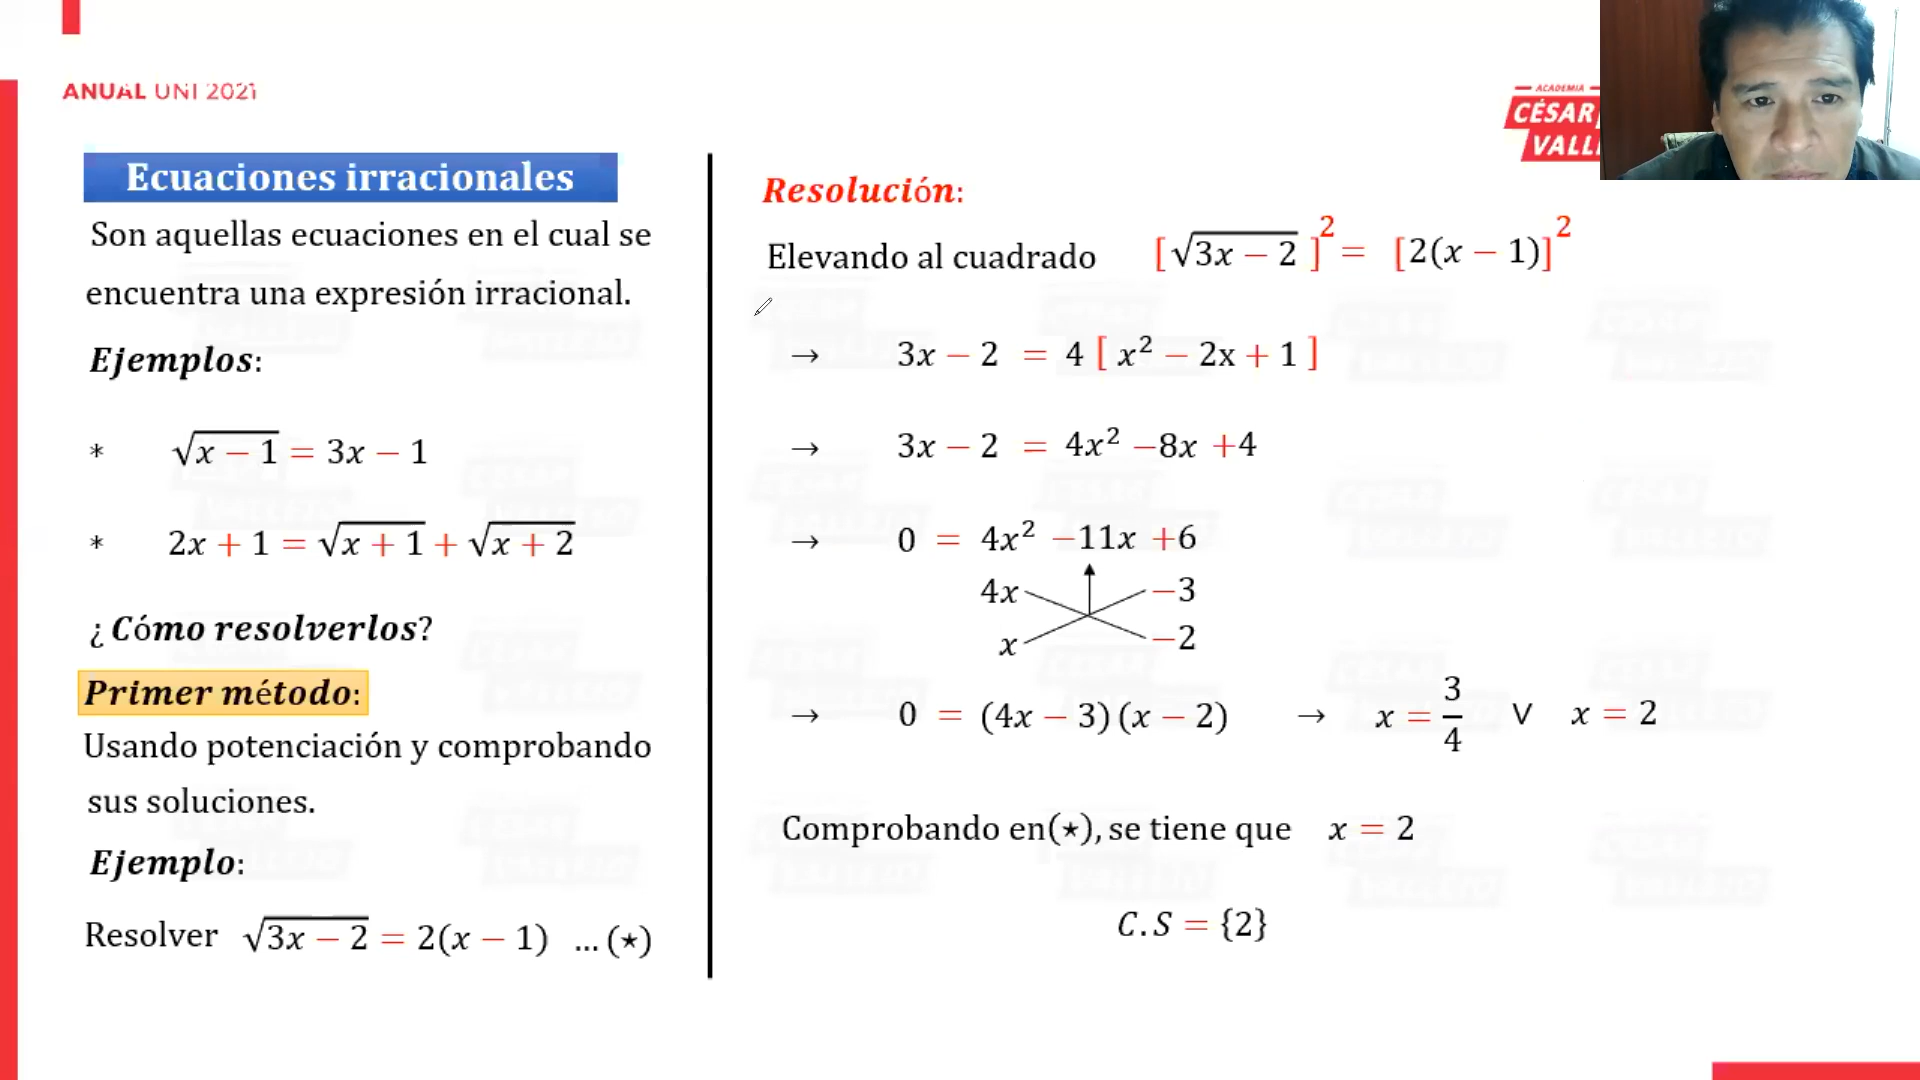 ANUAL UNI 2021
ACADEMIA
CÉSAR
VALL
Ecuaciones irracionales
Son aquellas ecuaciones en el cual se
encuentra una expresión irracional.
Ejemplos:
* √(x − 1) = 3x − 1
* 2x + 1 = √(x + 1) + √(x + 2)
¿Cómo resolverlos?
Primer método:
Usando potenciación y comprobando
sus soluciones.
Ejemplo:
Resolver √(3x − 2) = 2(x − 1) ... (⋆)
Resolución:
Elevando al cuadrado [√(3x − 2)]² = [2(x − 1)]²
→ 3x − 2 = 4[x² − 2x + 1]
→ 3x − 2 = 4x² −8x +4
→ 0 = 4x² −11x +6
4x −3
x −2
→ 0 = (4x − 3)(x − 2) → x = 3/4 ∨ x = 2
Comprobando en(⋆), se tiene que x = 2
C.S = {2}